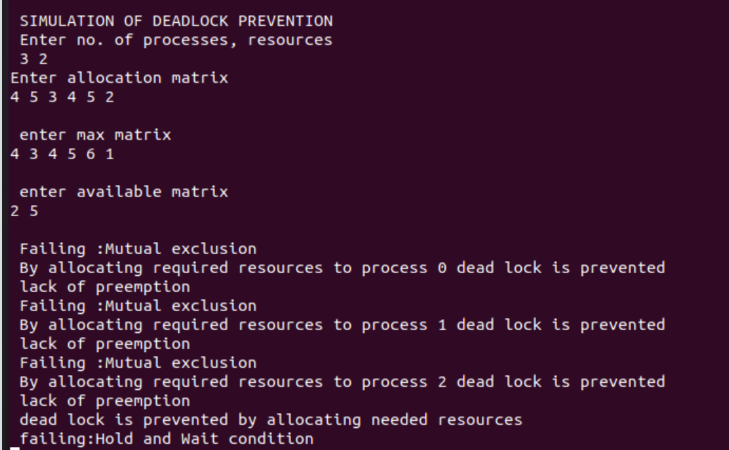 SIMULATION OF DEADLOCK PREVENTION
Enter no. of processes, resources
3 2
Enter allocation matrix
4 5 3 4 5 2
enter max matrix
4 3 4 5 6 1
enter available matrix
2 5
Failing :Mutual exclusion
By allocating required resources to process 0 dead lock is prevented
lack of preemption
Failing :Mutual exclusion
By allocating required resources to process 1 dead lock is prevented
lack of preemption
Failing :Mutual exclusion
By allocating required resources to process 2 dead lock is prevented
lack of preemption
dead lock is prevented by allocating needed resources
failing:Hold and Wait condition